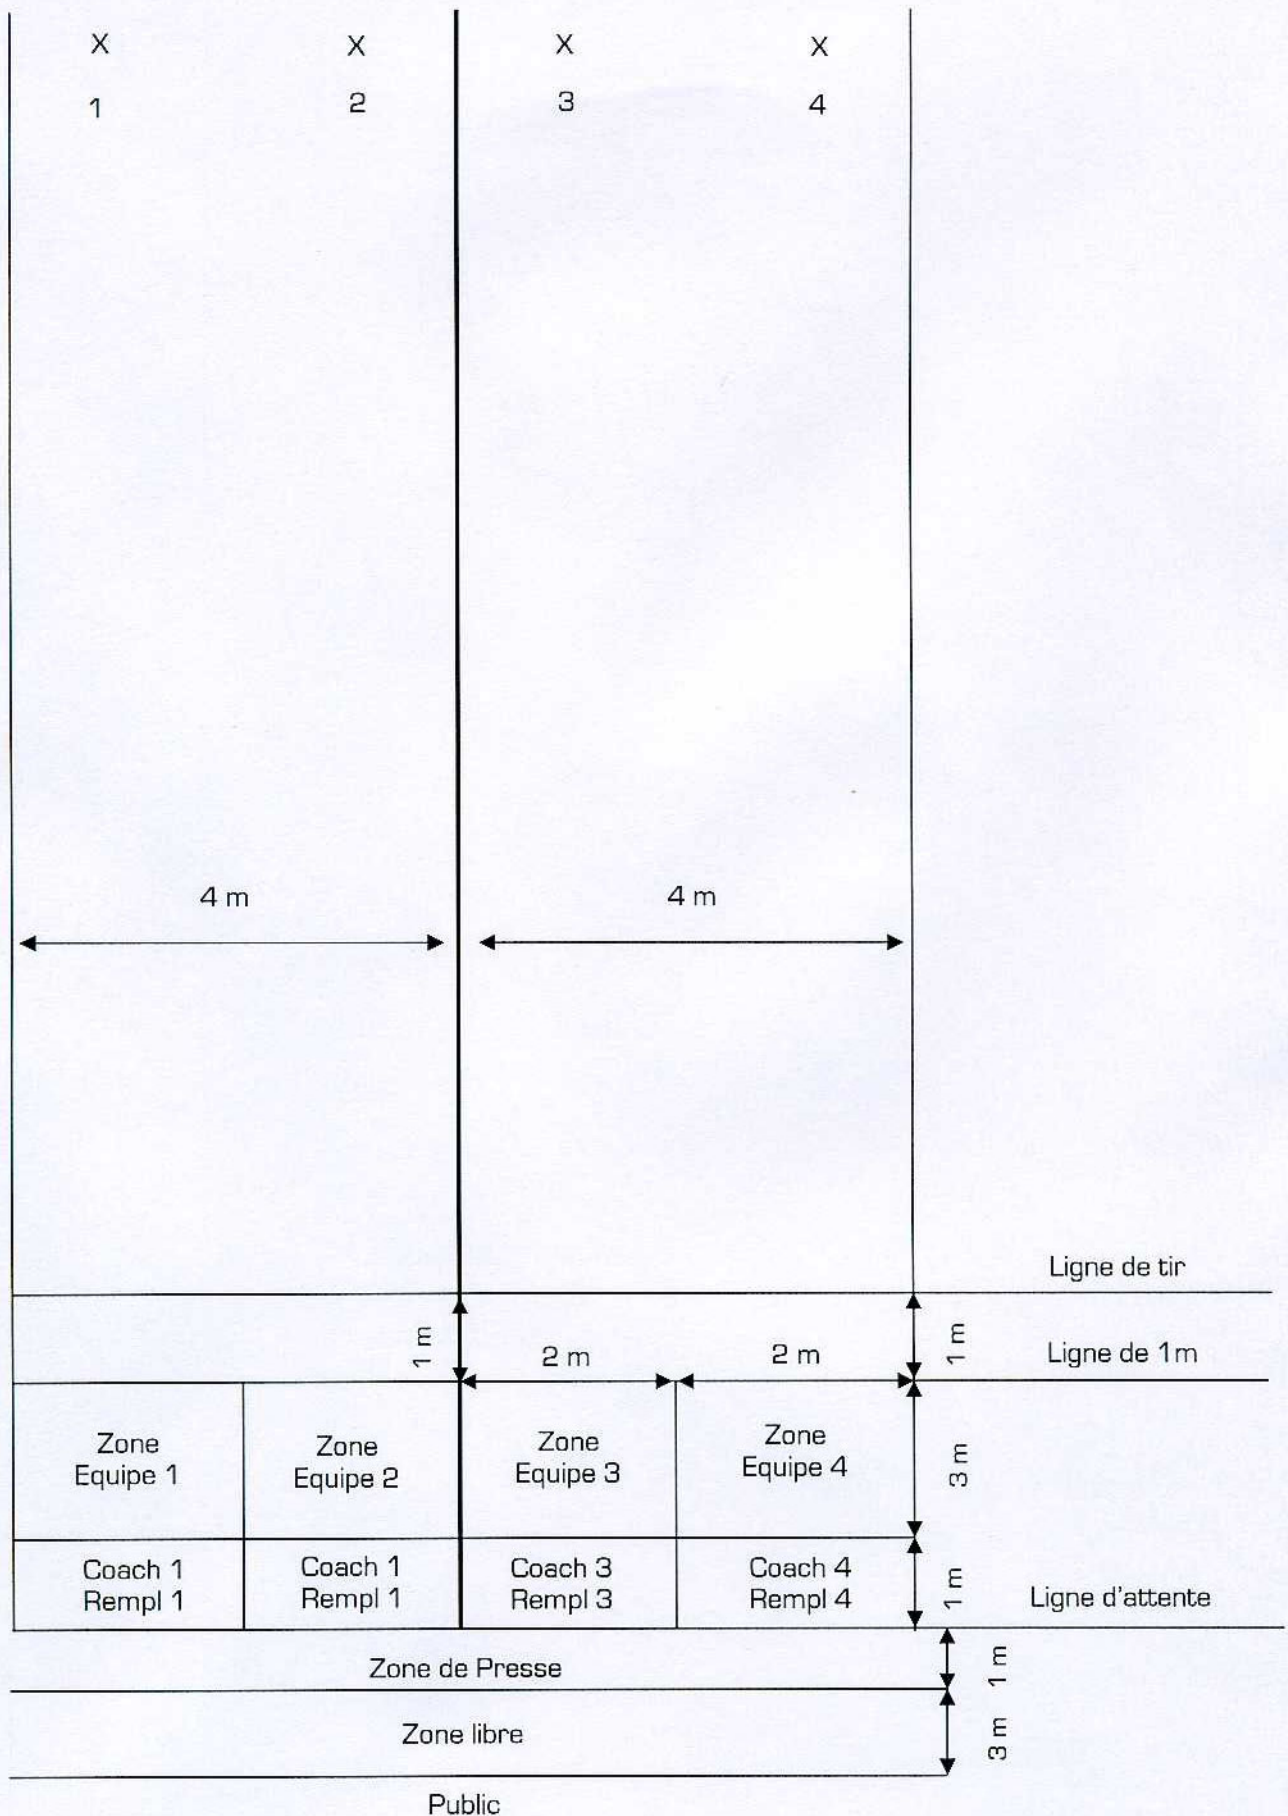 X X X X
1 2 3 4
4 m 4 m
Ligne de tir
1 m 2 m 2 m 1 m Ligne de 1m
Zone
Equipe 1
Zone
Equipe 2
Zone
Equipe 3
Zone
Equipe 4
3 m
Coach 1
Rempl 1
Coach 1
Rempl 1
Coach 3
Rempl 3
Coach 4
Rempl 4
1 m
Ligne d'attente
Zone de Presse
1 m
Zone libre
3 m
Public